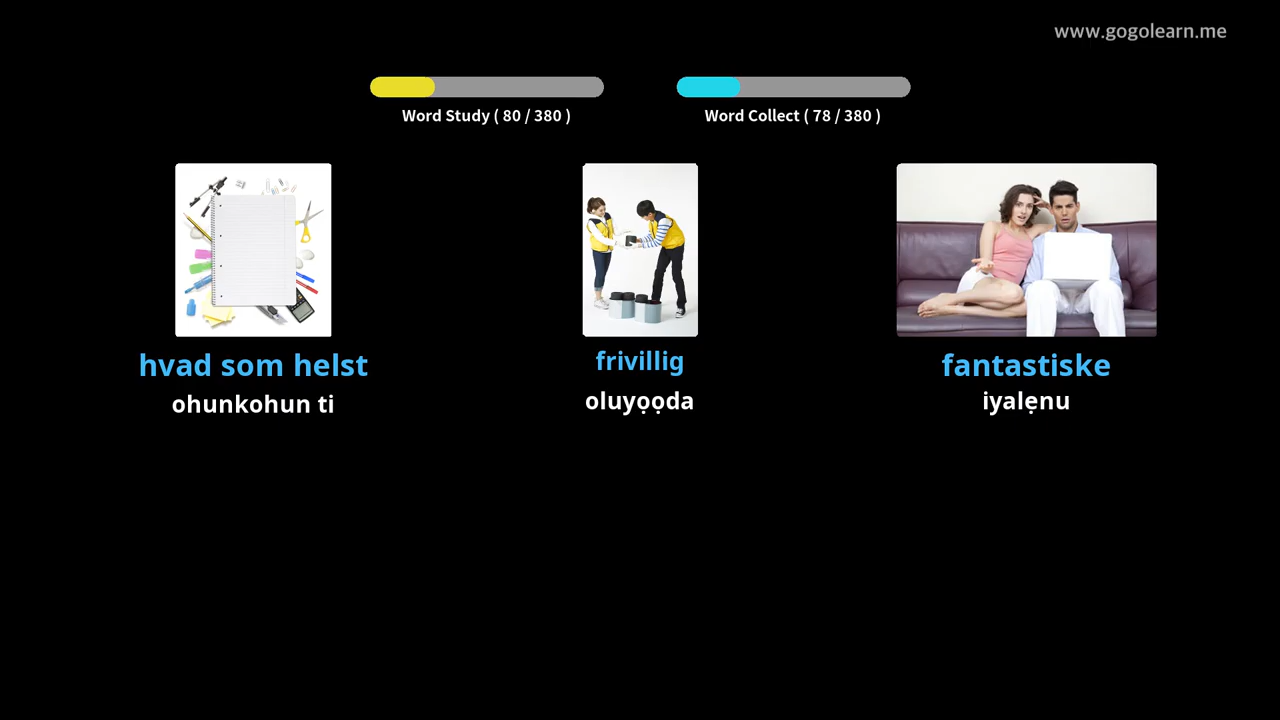 www.gogolearn.me
Word Study ( 80 / 380 )
Word Collect ( 78 / 380 )
hvad som helst
ohunkohun ti
frivillig
oluyọọda
fantastiske
iyalẹnu